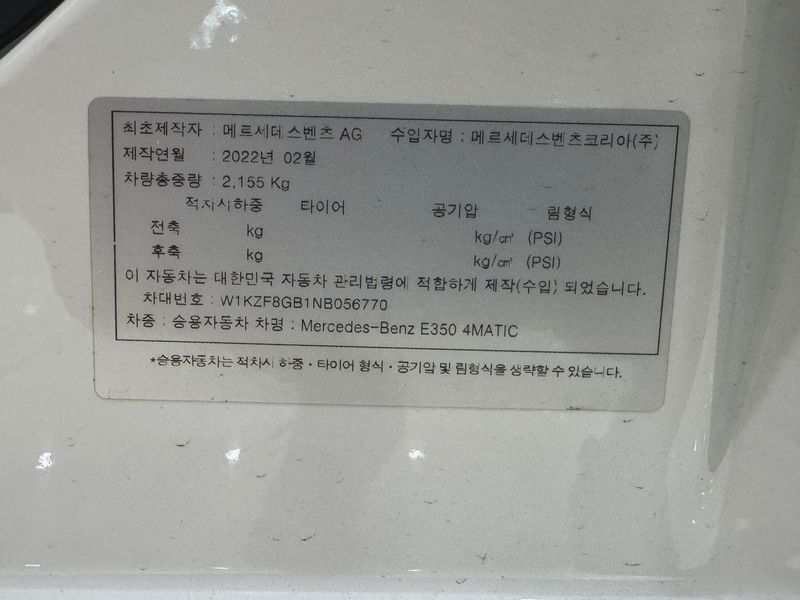 최초제작자 : 메르세데스벤츠 AG 수입자명 : 메르세데스벤츠코리아(주)
제작연월 : 2022년 02월
차량총중량 : 2,155 Kg
적차시하중 타이어 공기압 림형식
전축 kg kg/㎠ (PSI)
후축 kg kg/㎠ (PSI)
이 자동차는 대한민국 자동차 관리법령에 적합하게 제작(수입) 되었습니다.
차대번호 : W1KZF8GB1NB056770
차종 : 승용자동차 차명 : Mercedes-Benz E350 4MATIC
*승용자동차는 적차시 하중·타이어 형식·공기압 및 림형식을 생략할 수 있습니다.